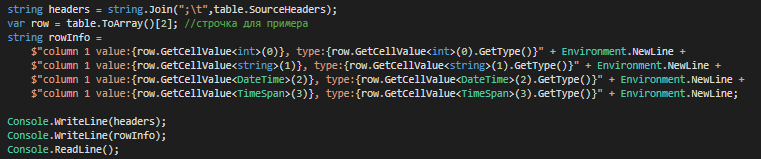 string headers = string.Join(";\t",table.SourceHeaders);
var row = table.ToArray()[2]; //строчка для примера
string rowInfo =
    $"column 1 value:{row.GetCellValue<int>(0)}, type:{row.GetCellValue<int>(0).GetType()}" + Environment.NewLine +
    $"column 1 value:{row.GetCellValue<string>(1)}, type:{row.GetCellValue<string>(1).GetType()}" + Environment.NewLine +
    $"column 1 value:{row.GetCellValue<DateTime>(2)}, type:{row.GetCellValue<DateTime>(2).GetType()}" + Environment.NewLine +
    $"column 1 value:{row.GetCellValue<TimeSpan>(3)}, type:{row.GetCellValue<TimeSpan>(3).GetType()}" + Environment.NewLine;
Console.WriteLine(headers);
Console.WriteLine(rowInfo);
Console.ReadLine();